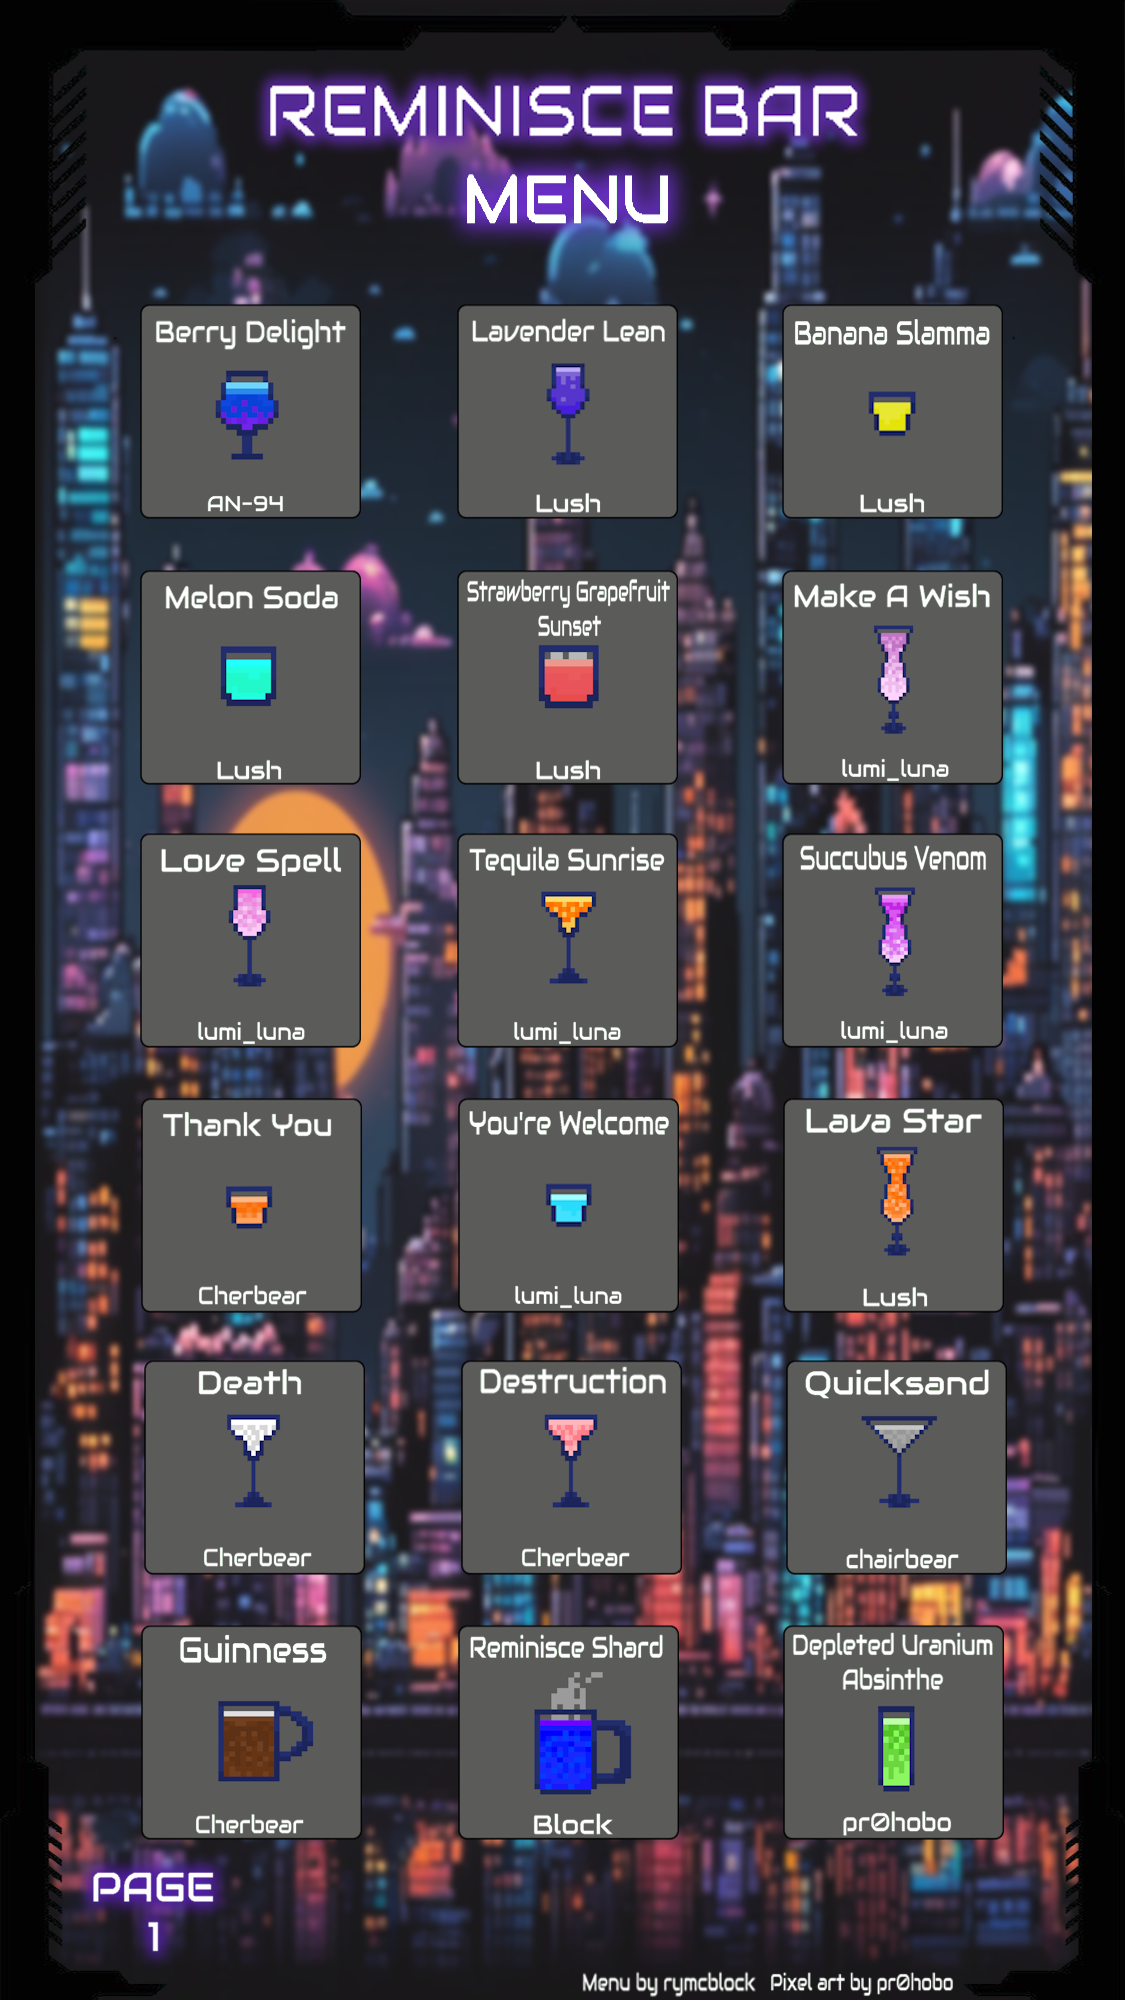 REMINISCE BAR
MENU
Berry Delight
AN-94
Lavender Lean
Lush
Banana Slamma
Lush
Melon Soda
Lush
Strawberry Grapefruit
Sunset
Lush
Make A Wish
lumi_luna
Love Spell
lumi_luna
Tequila Sunrise
lumi_luna
Succubus Venom
lumi_luna
Thank You
Cherbear
You're Welcome
lumi_luna
Lava Star
Lush
Death
Cherbear
Destruction
Cherbear
Quicksand
chairbear
Guinness
Cherbear
Reminisce Shard
Block
Depleted Uranium
Absinthe
pr0hobo
PAGE
1
Menu by rymcblock Pixel art by pr0hobo